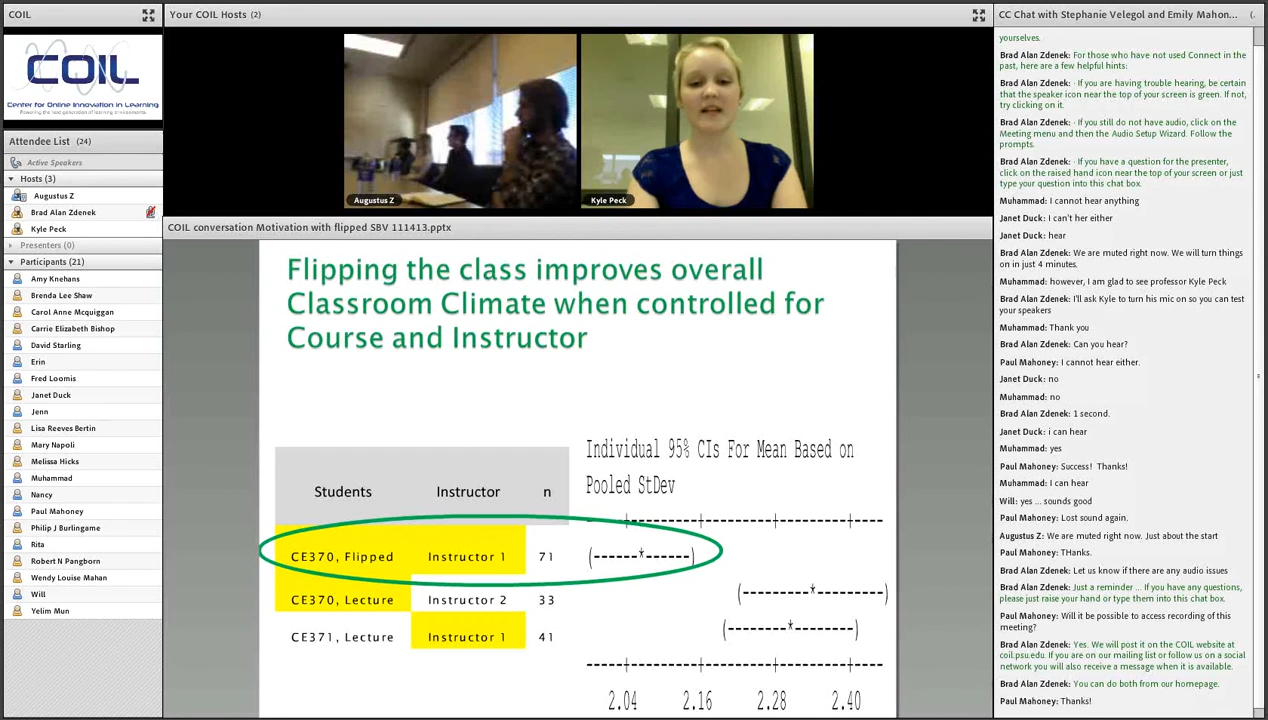 COIL
COIL
Center for Online Innovation in Learning
Attendee List (24)
Active Speakers
Hosts (3)
Augustus Z
Brad Alan Zdenek
Kyle Peck
Presenters (0)
Participants (21)
Amy Knehans
Brenda Lee Shaw
Carol Anne Mcquiggan
Carrie Elizabeth Bishop
David Starling
Erin
Fred Loomis
Janet Duck
Jenn
Lisa Reeves Bertin
Mary Napoli
Melissa Hicks
Muhammad
Nancy
Paul Mahoney
Philip J Burlingame
Rita
Robert N Pangborn
Wendy Louise Mahan
Will
Yelim Mun
Your COIL Hosts (2)
Augustus Z
Kyle Peck
COIL conversation Motivation with flipped SBV 111413.pptx
Flipping the class improves overall
Classroom Climate when controlled for
Course and Instructor
Students Instructor n
CE370, Flipped Instructor 1 71
CE370, Lecture Instructor 2 33
CE371, Lecture Instructor 1 41
Individual 95% CIs For Mean Based on
Pooled StDev
-----+---------+---------+---------+----
(------*------)
(---------*---------)
(--------*--------)
-----+---------+---------+---------+----
2.04 2.16 2.28 2.40
CC Chat with Stephanie Velegol and Emily Mahon...
yourselves.
Brad Alan Zdenek: For those who have not used Connect in the
past, here are a few helpful hints:
Brad Alan Zdenek: · If you are having trouble hearing, be certain
that the speaker icon near the top of your screen is green. If not,
try clicking on it.
Brad Alan Zdenek: · If you still do not have audio, click on the
Meeting menu and then the Audio Setup Wizard. Follow the
prompts.
Brad Alan Zdenek: · If you have a question for the presenter,
click on the raised hand icon near the top of your screen or just
type your question into this chat box.
Muhammad: I cannot hear anything
Janet Duck: I can't her either
Janet Duck: hear
Brad Alan Zdenek: We are muted right now. We will turn things
on in just 4 minutes.
Muhammad: however, I am glad to see professor Kyle Peck
Brad Alan Zdenek: I'll ask Kyle to turn his mic on so you can test
your speakers
Muhammad: Thank you
Brad Alan Zdenek: Can you hear?
Paul Mahoney: I cannot hear either.
Janet Duck: no
Muhammad: no
Brad Alan Zdenek: 1 second.
Janet Duck: i can hear
Muhammad: yes
Paul Mahoney: Success! Thanks!
Muhammad: I can hear
Will: yes ... sounds good
Paul Mahoney: Lost sound again.
Augustus Z: We are muted right now. Just about the start
Paul Mahoney: THanks.
Brad Alan Zdenek: Let us know if there are any audio issues
Brad Alan Zdenek: Just a reminder ... If you have any questions,
please just raise your hand or type them into this chat box.
Paul Mahoney: Will it be possible to access recording of this
meeting?
Brad Alan Zdenek: Yes. We will post it on the COIL website at
coil.psu.edu. If you are on our mailing list or follow us on a social
network you will also receive a message when it is available.
Brad Alan Zdenek: You can do both from our homepage.
Paul Mahoney: Thanks!